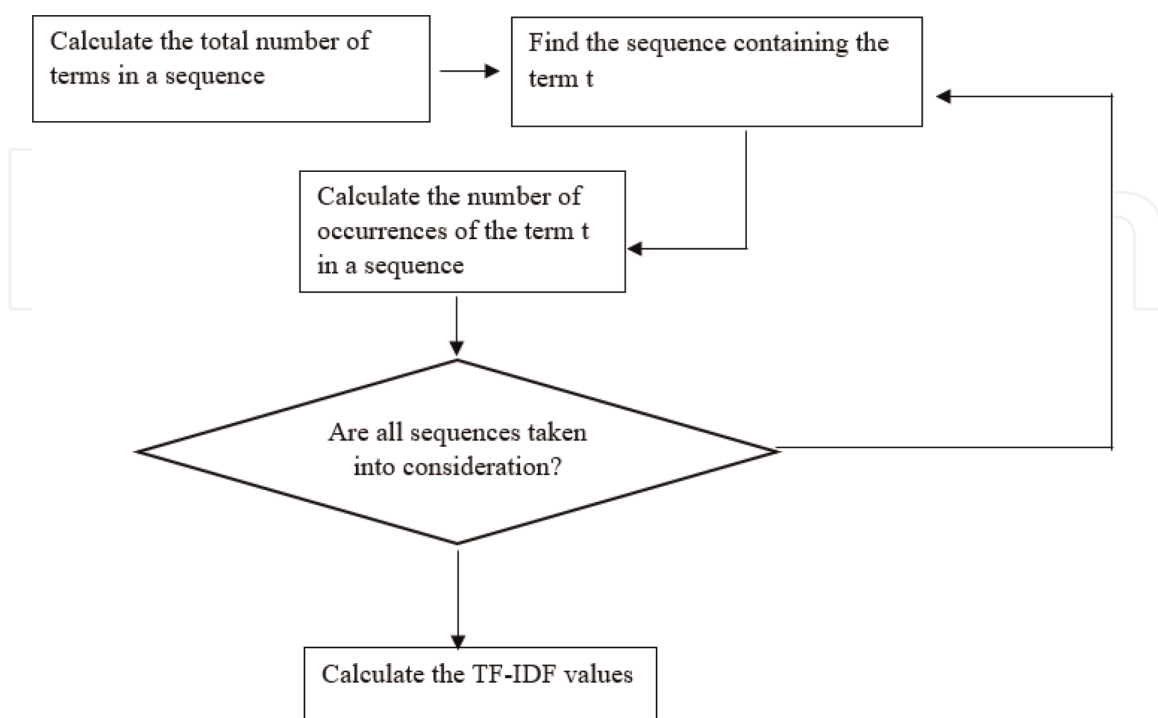 Calculate the total number of
terms in a sequence
Find the sequence containing the
term t
Calculate the number of
occurrences of the term t
in a sequence
Are all sequences taken
into consideration?
Calculate the TF-IDF values